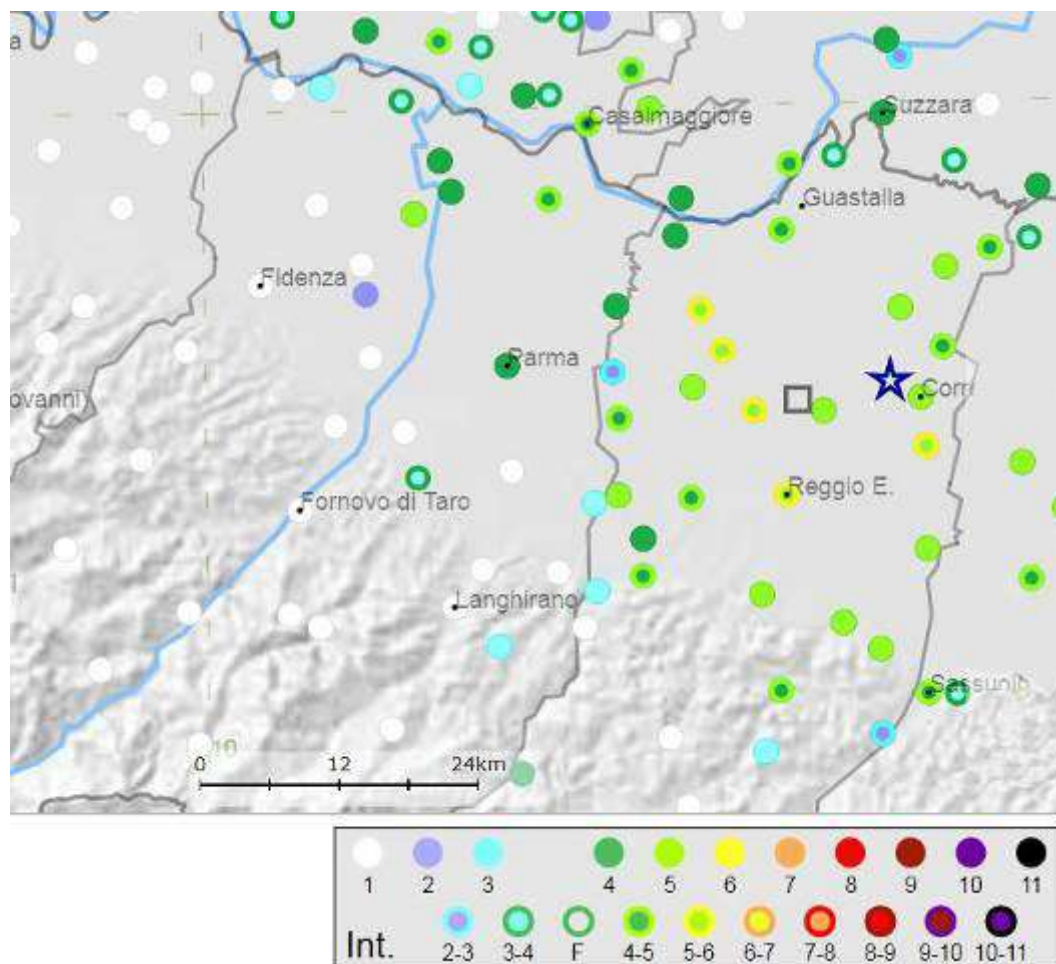 a
Suzzara
Casalmaggiore
Guastalla
Fidenza
Parma
ovanni)
Corr
Reggio E.
Fornovo di Taro
Langhirano
10
0 12 24km
1 2 3 4 5 6 7 8 9 10 11
Int. 2-3 3-4 F 4-5 5-6 6-7 7-8 8-9 9-10 10-11